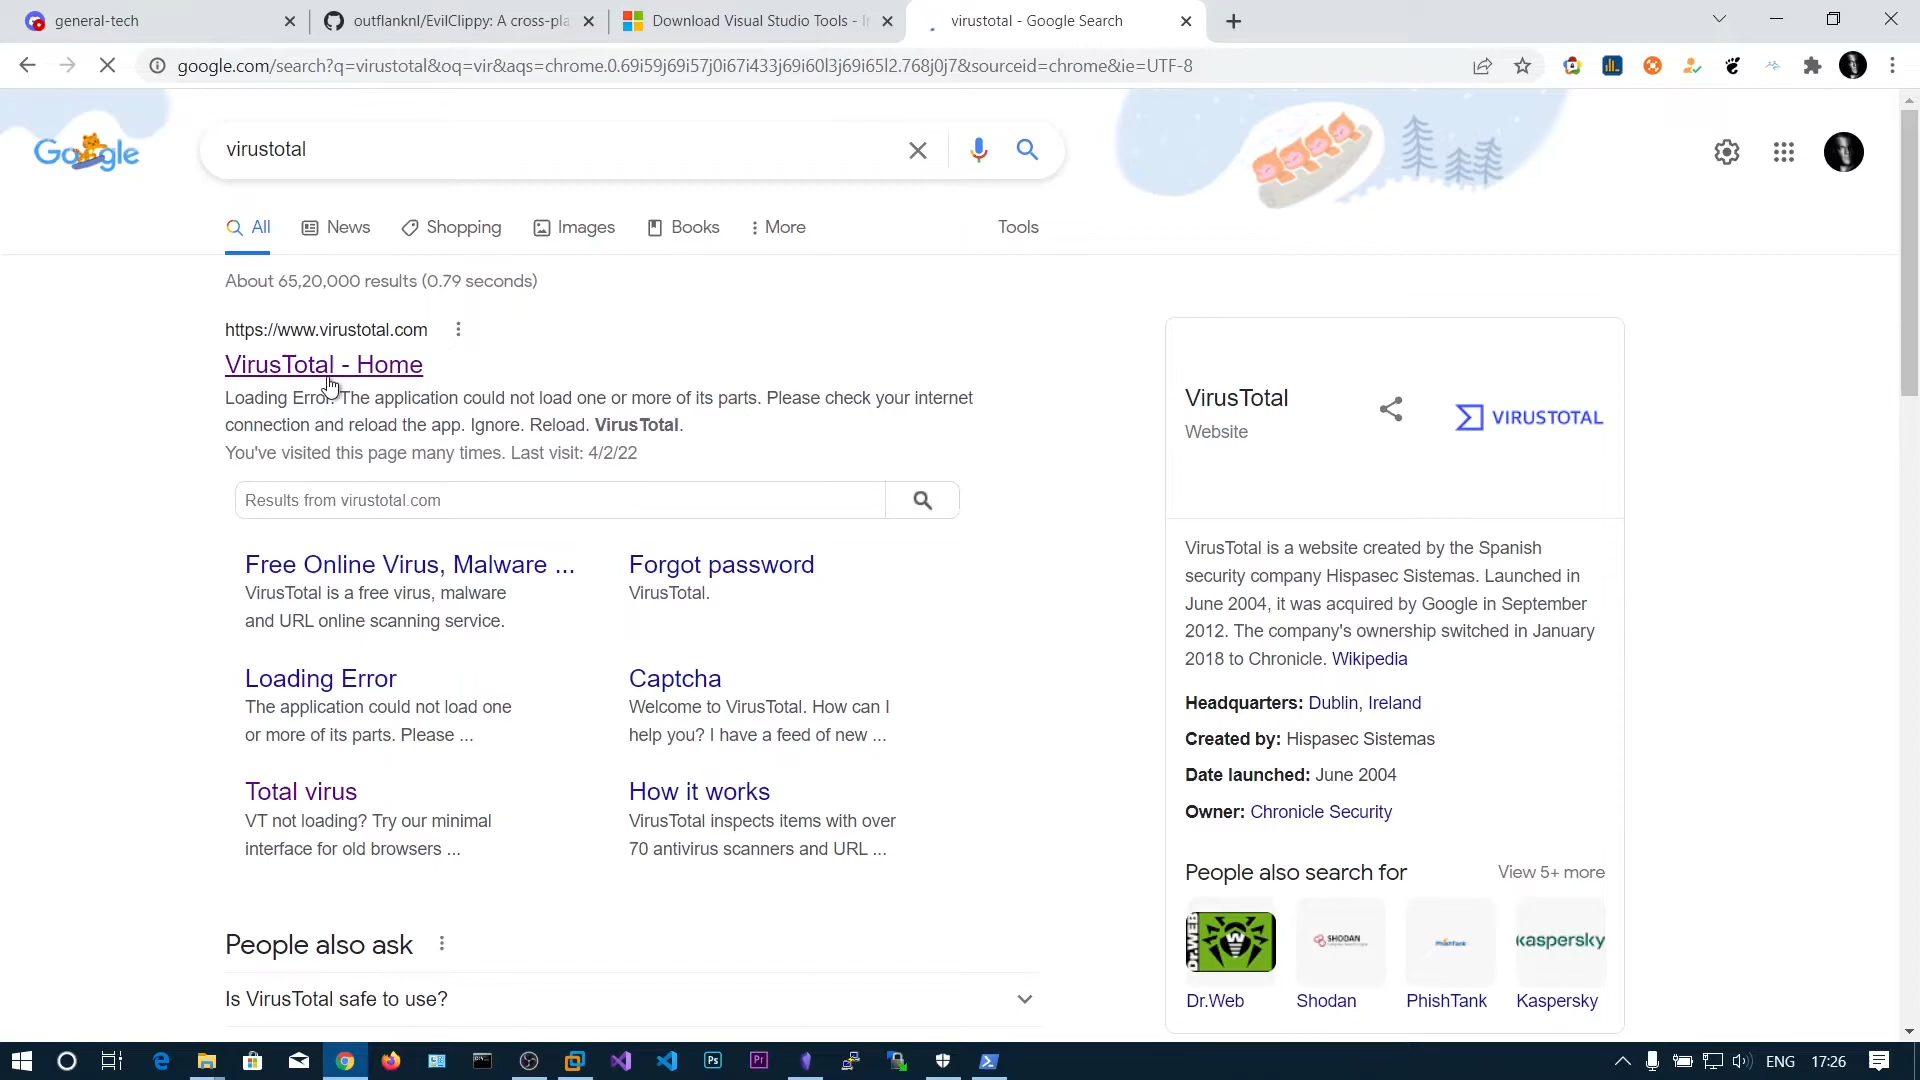 general-tech
outflanknl/EvilClippy: A cross-pla
Download Visual Studio Tools - In
virustotal - Google Search
google.com/search?q=virustotal&oq=vir&aqs=chrome.0.69i59j69i57j0i67i433j69i60l3j69i65l2.768j0j7&sourceid=chrome&ie=UTF-8
Google
virustotal
All
News
Shopping
Images
Books
More
Tools
About 65,20,000 results (0.79 seconds)
https://www.virustotal.com
VirusTotal - Home
Loading Error. The application could not load one or more of its parts. Please check your internet
connection and reload the app. Ignore. Reload. VirusTotal.
You've visited this page many times. Last visit: 4/2/22
Results from virustotal.com
Free Online Virus, Malware ...
VirusTotal is a free virus, malware
and URL online scanning service.
Forgot password
VirusTotal.
Loading Error
The application could not load one
or more of its parts. Please ...
Captcha
Welcome to VirusTotal. How can I
help you? I have a feed of new ...
Total virus
VT not loading? Try our minimal
interface for old browsers ...
How it works
VirusTotal inspects items with over
70 antivirus scanners and URL ...
People also ask
Is VirusTotal safe to use?
VirusTotal
Website
VIRUSTOTAL
VirusTotal is a website created by the Spanish
security company Hispasec Sistemas. Launched in
June 2004, it was acquired by Google in September
2012. The company's ownership switched in January
2018 to Chronicle. Wikipedia
Headquarters: Dublin, Ireland
Created by: Hispasec Sistemas
Date launched: June 2004
Owner: Chronicle Security
People also search for
View 5+ more
Dr.WEB
SHODAN
PhishTank
kaspersky
Dr.Web
Shodan
PhishTank
Kaspersky
Ps
Pr
ENG
17:26